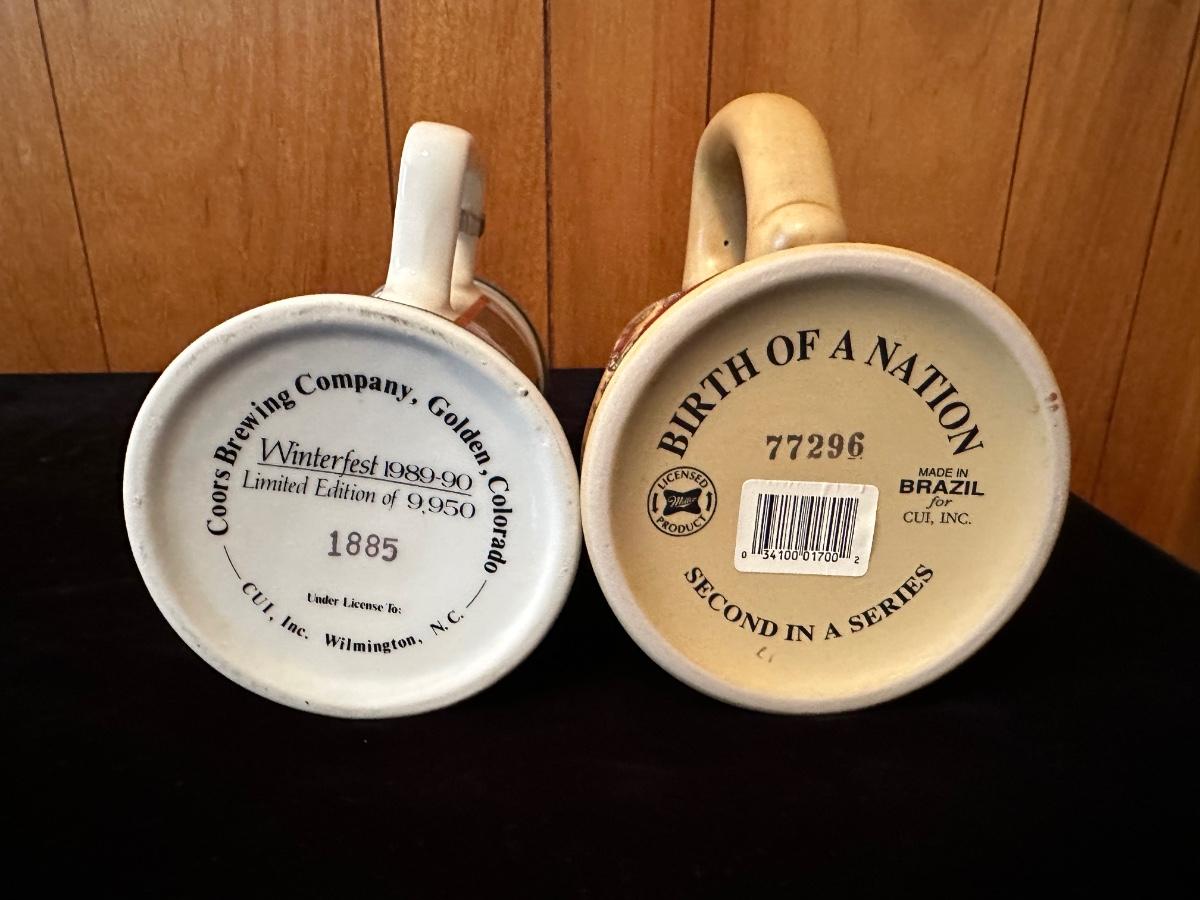 Coors Brewing Company, Golden, Colorado
Winterfest 1989-90
Limited Edition of 9,950
1885
Under License To:
CUI, Inc. Wilmington, N.C.
BIRTH OF A NATION
77296
LICENSED
Miller
PRODUCT
MADE IN
BRAZIL
for
CUI, INC.
0 34100 01700 2
SECOND IN A SERIES